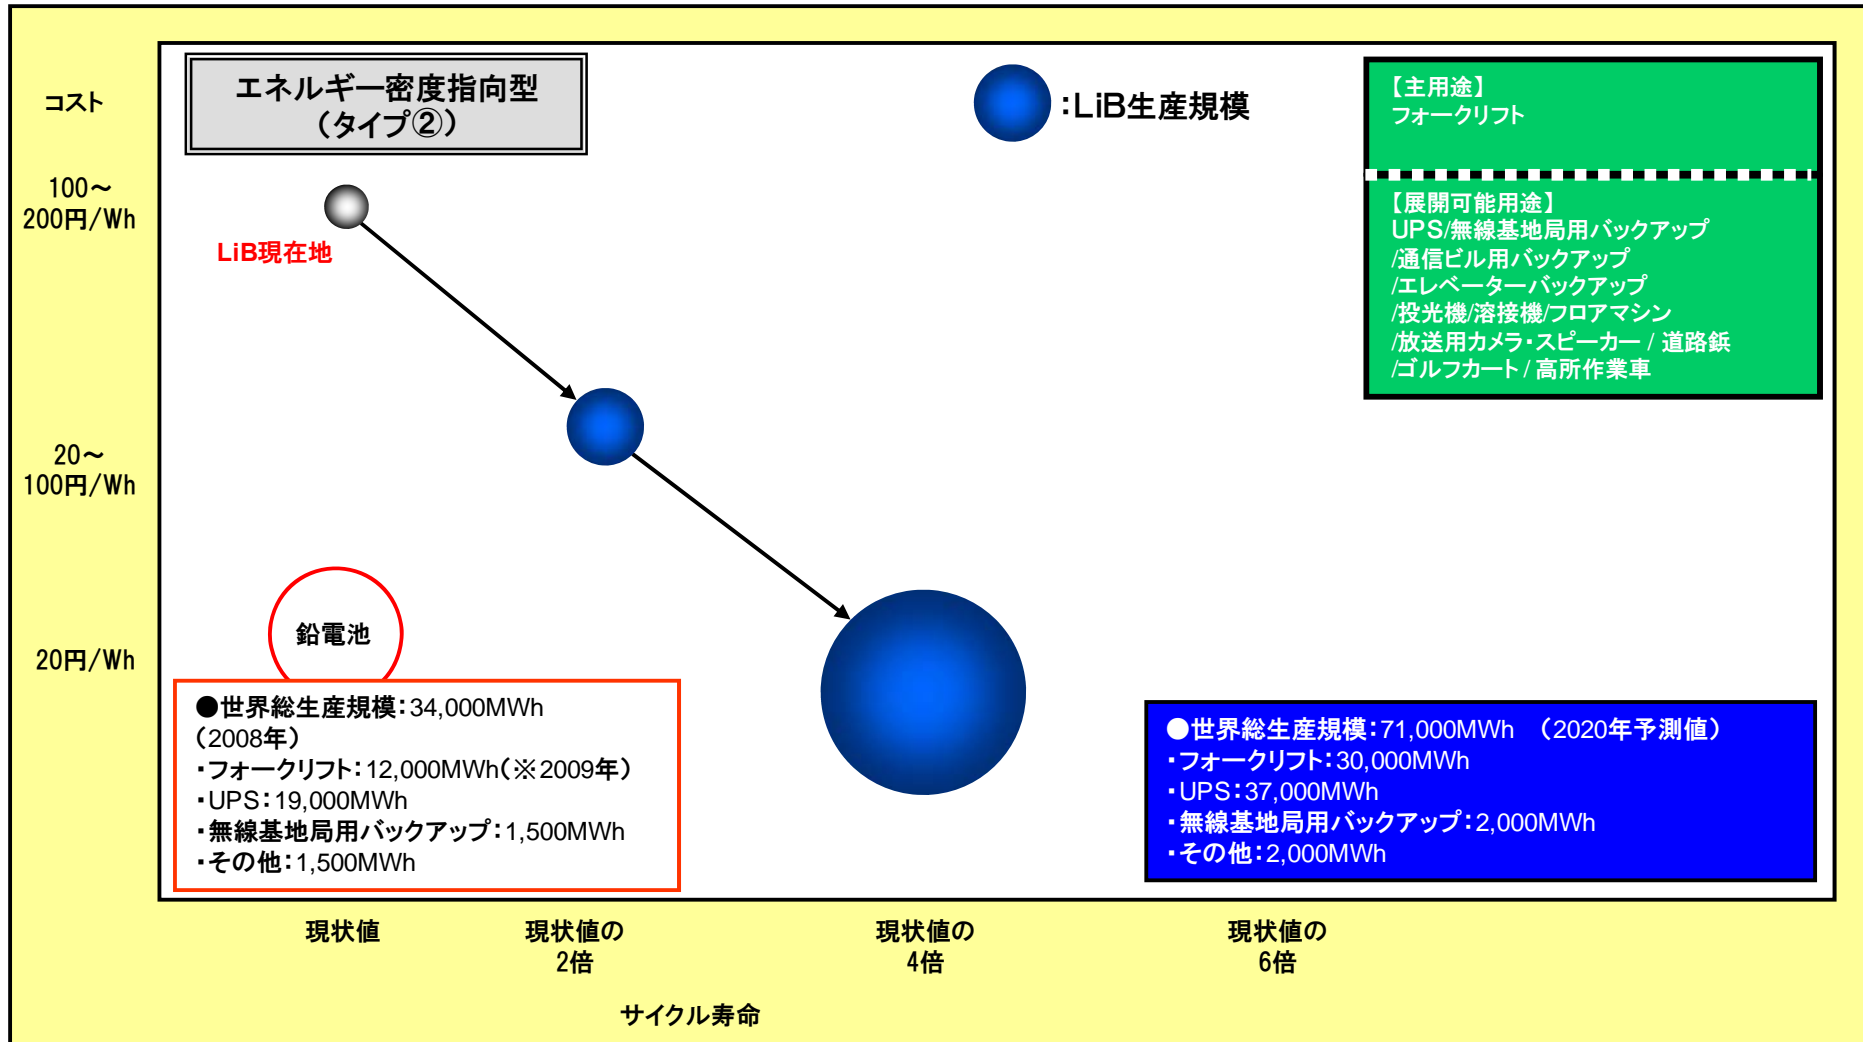 エネルギー密度指向型
（タイプ②）
：LiB生産規模
【主用途】
フォークリフト
【展開可能用途】
UPS/無線基地局用バックアップ
/通信ビル用バックアップ
/エレベーターバックアップ
/投光機/溶接機/フロアマシン
/放送用カメラ・スピーカー / 道路鋲
/ゴルフカート / 高所作業車
コスト
100～
200円/Wh
20～
100円/Wh
20円/Wh
LiB現在地
鉛電池
●世界総生産規模：34,000MWh
（2008年）
・フォークリフト：12,000MWh（※2009年）
・UPS：19,000MWh
・無線基地局用バックアップ：1,500MWh
・その他：1,500MWh
●世界総生産規模：71,000MWh （2020年予測値）
・フォークリフト：30,000MWh
・UPS：37,000MWh
・無線基地局用バックアップ：2,000MWh
・その他：2,000MWh
現状値
現状値の
2倍
現状値の
4倍
現状値の
6倍
サイクル寿命